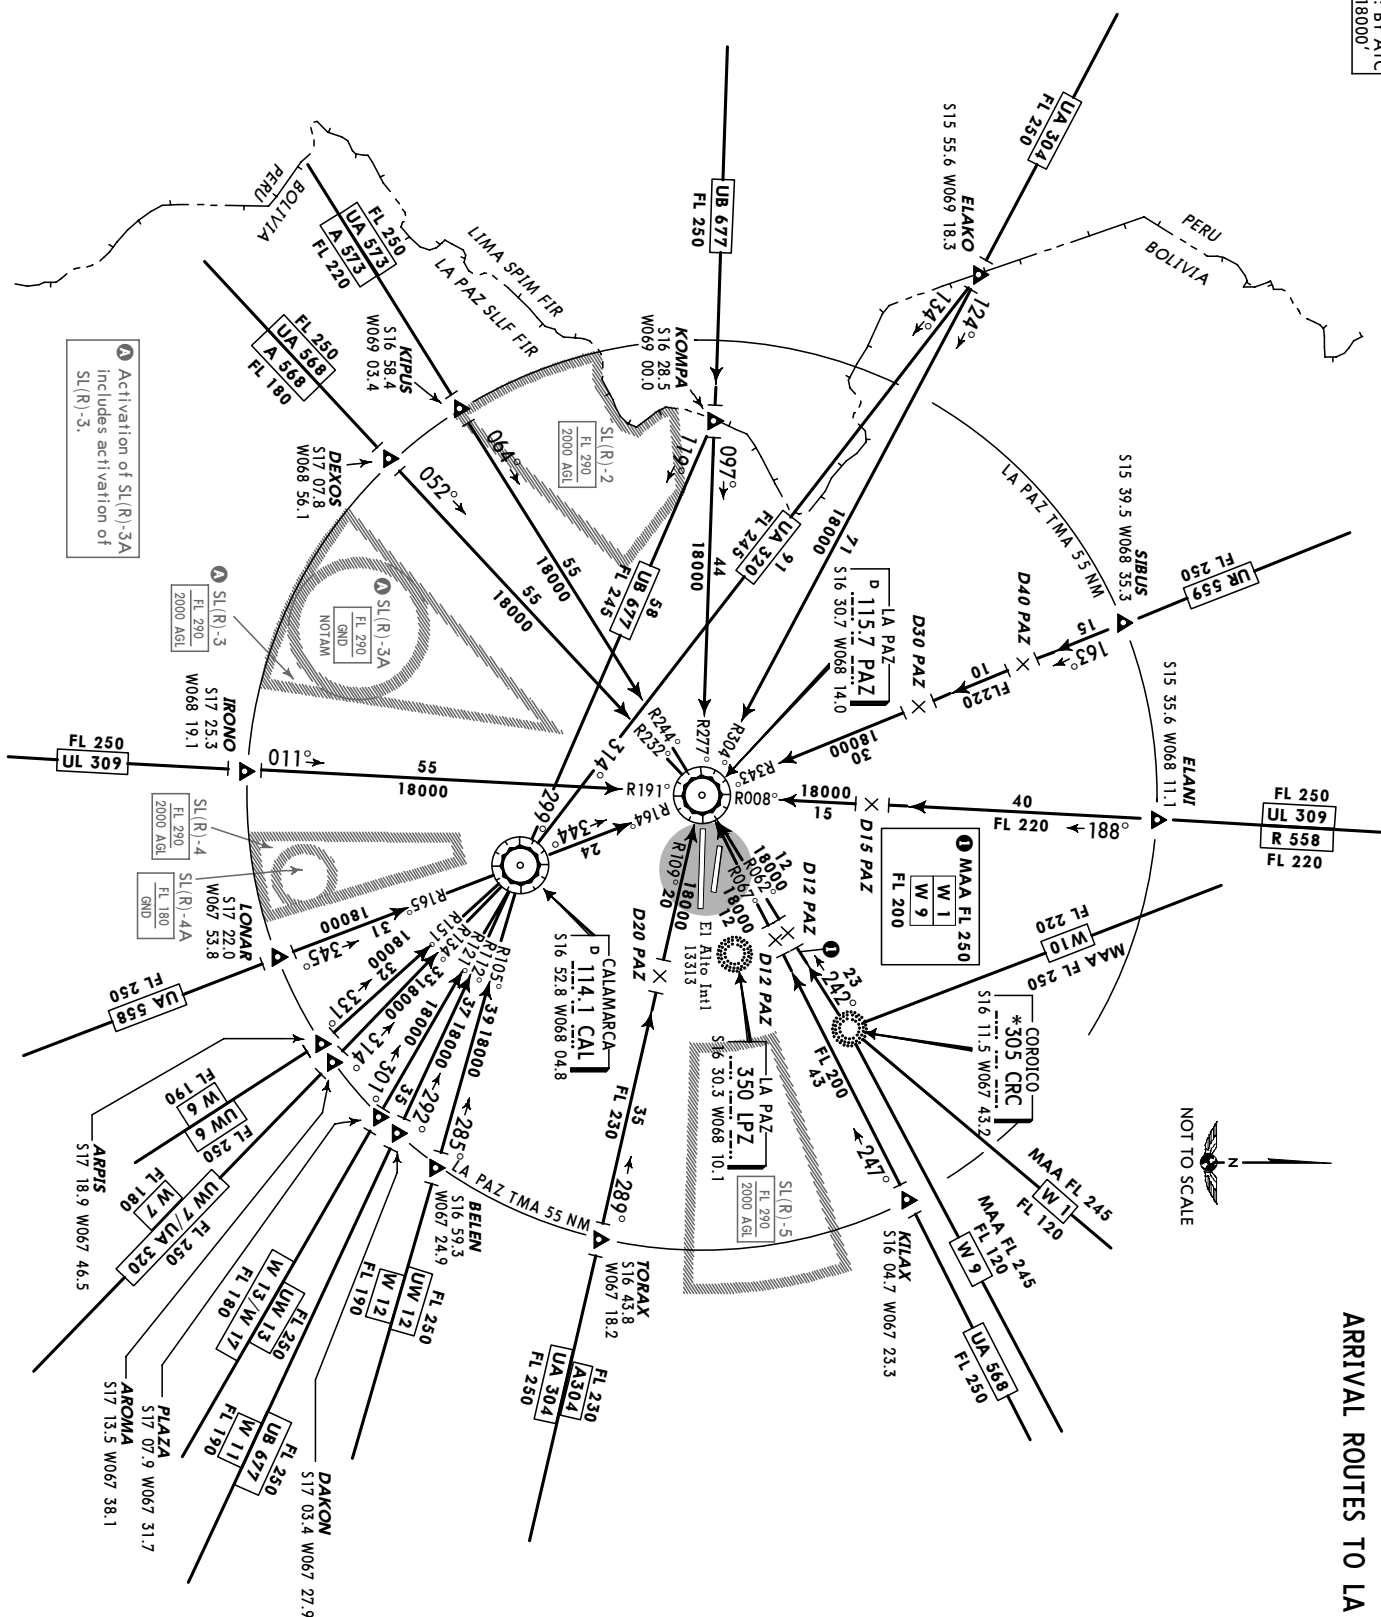 ARRIVAL ROUTES TO LA
BY ATC
18000'
NOT TO SCALE
N
PERU
BOLIVIA
PERU
BOLIVIA
LIMA SPIM FIR
LA PAZ SLLF FIR
LA PAZ TMA 55 NM
LA PAZ TMA 55 NM
UA 304
FL 250
ELAKO
S15 55.6 W069 18.3
124°
134°
71
18000
91
UA 320
FL 245
UB 677
FL 250
KOMPA
S16 28.5
W069 00.0
097°
119°
44
18000
58
UB 677
FL 245
FL 250
UA 573
A 573
FL 220
KIPUS
S16 58.4
W069 03.4
064°
55
18000
FL 250
UA 568
A 568
FL 180
DEXOS
S17 07.8
W068 56.1
052°
55
18000
FL 250
UL 309
IRONO
S17 25.3
W068 19.1
011°
55
18000
UR 559
FL 250
SIBUS
S15 39.5 W068 35.3
163°
15
D40 PAZ
10
FL220
D30 PAZ
30
18000
FL 250
UL 309
R 558
FL 220
ELANI
S15 35.6 W068 11.1
188°
40
FL 220
D15 PAZ
18000
15
1 MAA FL 250
W 1
W 9
FL 200
LA PAZ
D 115.7 PAZ
S16 30.7 W068 14.0
R304°
R277°
R244°
R232°
R191°
R164°
R109°
R343°
R008°
R062°
R067°
12
18000
D12 PAZ
18000
12
D12 PAZ
1
23
242°
FL 220
W10
MAA FL 250
COROICO
*305 CRC
S16 11.5 W067 43.2
MAA FL 245
W 1
FL 120
MAA FL 245
W 9
FL 120
FL 200
43
247°
KILAX
S16 04.7 W067 23.3
UA 568
FL 250
LA PAZ
350 LPZ
S16 30.3 W068 10.1
El Alto Intl
13313
D20 PAZ
20
18000
35
FL 230
289°
TORAX
S16 43.8
W067 18.2
FL 230
A304
UA 304
FL 250
CALAMARCA
D 114.1 CAL
S16 52.8 W068 04.8
314°
299°
344°
24
R165°
R151°
R134°
R121°
R112°
R105°
LONAR
S17 22.0
W067 53.8
345°
31
18000
UA 558
FL 250
ARPIS
S17 18.9 W067 46.5
331°
32
18000
UW 6
W 6
FL 190
FL 250
AROMA
S17 13.5 W067 38.1
314°
33
18000
W 7
FL 180
UW 7/UA 320
FL 250
PLAZA
S17 07.9 W067 31.7
301°
18000
35
FL 250
UW 13
W 13/W 17
FL 180
DAKON
S17 03.4 W067 27.9
292°
37
18000
FL 250
UB 677
W 11
FL 190
BELEN
S16 59.3
W067 24.9
285°
39
18000
FL 250
UW 12
W 12
FL 190
SL(R)-2
FL 290
2000 AGL
A SL(R)-3A
FL 290
GND
NOTAM
A SL(R)-3
FL 290
2000 AGL
SL(R)-4
FL 290
2000 AGL
SL(R)-4A
FL 180
GND
SL(R)-5
FL 290
2000 AGL
A Activation of SL(R)-3A
includes activation of
SL(R)-3.